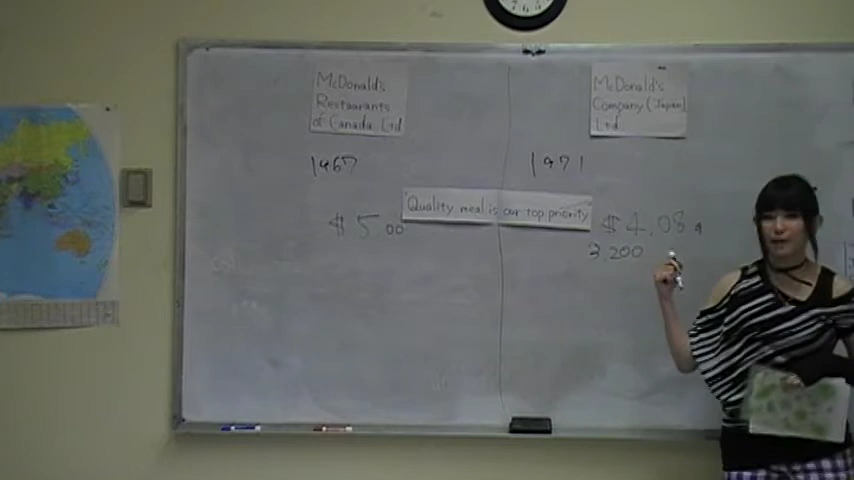 McDonald's
Restaurants
of Canada Ltd
McDonald's
Company (Japan)
Ltd
1967
1971
"Quality meal is our top priority
$5.00
$4.08
3,200